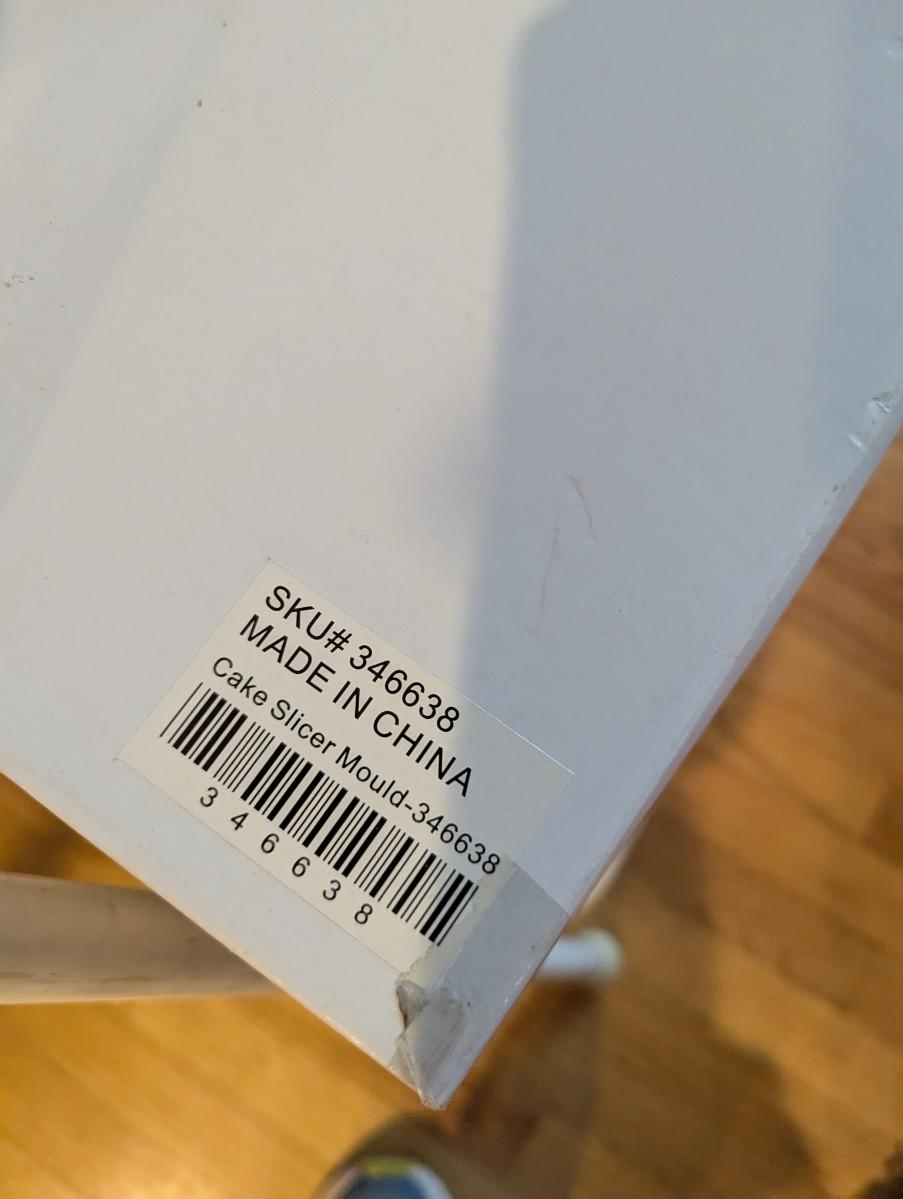 SKU# 346638
MADE IN CHINA
Cake Slicer Mould-346638
3 4 6 6 3 8